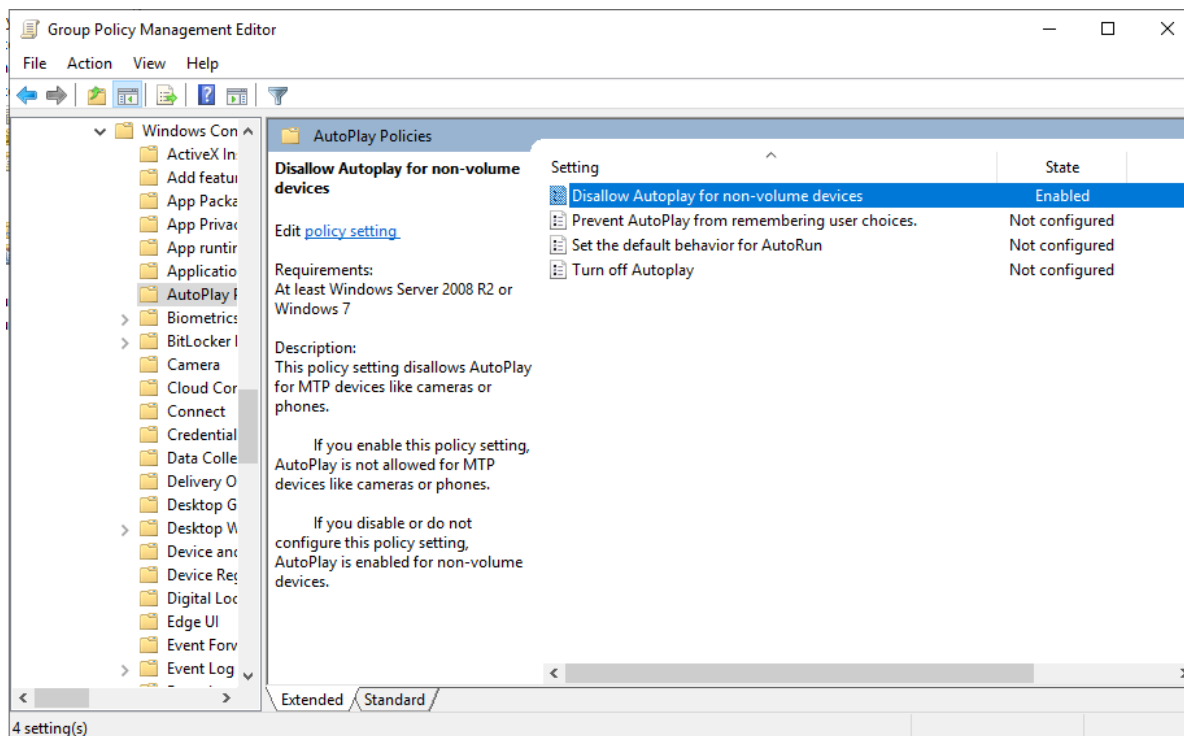 Group Policy Management Editor
File Action View Help
Windows Con
ActiveX In
Add featur
App Packa
App Privac
App runtir
Applicatio
AutoPlay P
Biometrics
BitLocker
Camera
Cloud Cor
Connect
Credential
Data Colle
Delivery O
Desktop G
Desktop W
Device and
Device Reg
Digital Loc
Edge UI
Event Forv
Event Log
AutoPlay Policies
Disallow Autoplay for non-volume
devices
Edit policy setting
Requirements:
At least Windows Server 2008 R2 or
Windows 7
Description:
This policy setting disallows AutoPlay
for MTP devices like cameras or
phones.
If you enable this policy setting,
AutoPlay is not allowed for MTP
devices like cameras or phones.
If you disable or do not
configure this policy setting,
AutoPlay is enabled for non-volume
devices.
Setting State
Disallow Autoplay for non-volume devices Enabled
Prevent AutoPlay from remembering user choices. Not configured
Set the default behavior for AutoRun Not configured
Turn off Autoplay Not configured
Extended Standard
4 setting(s)